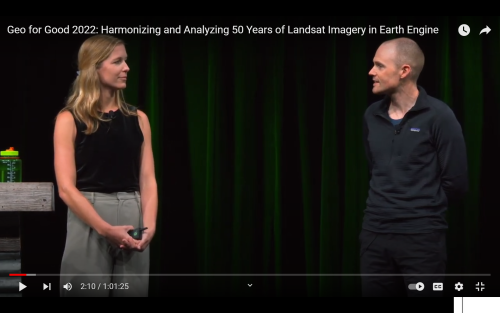 Geo for Good 2022: Harmonizing and Analyzing 50 Years of Landsat Imagery in Earth Engine
2:10 / 1:01:25
CC